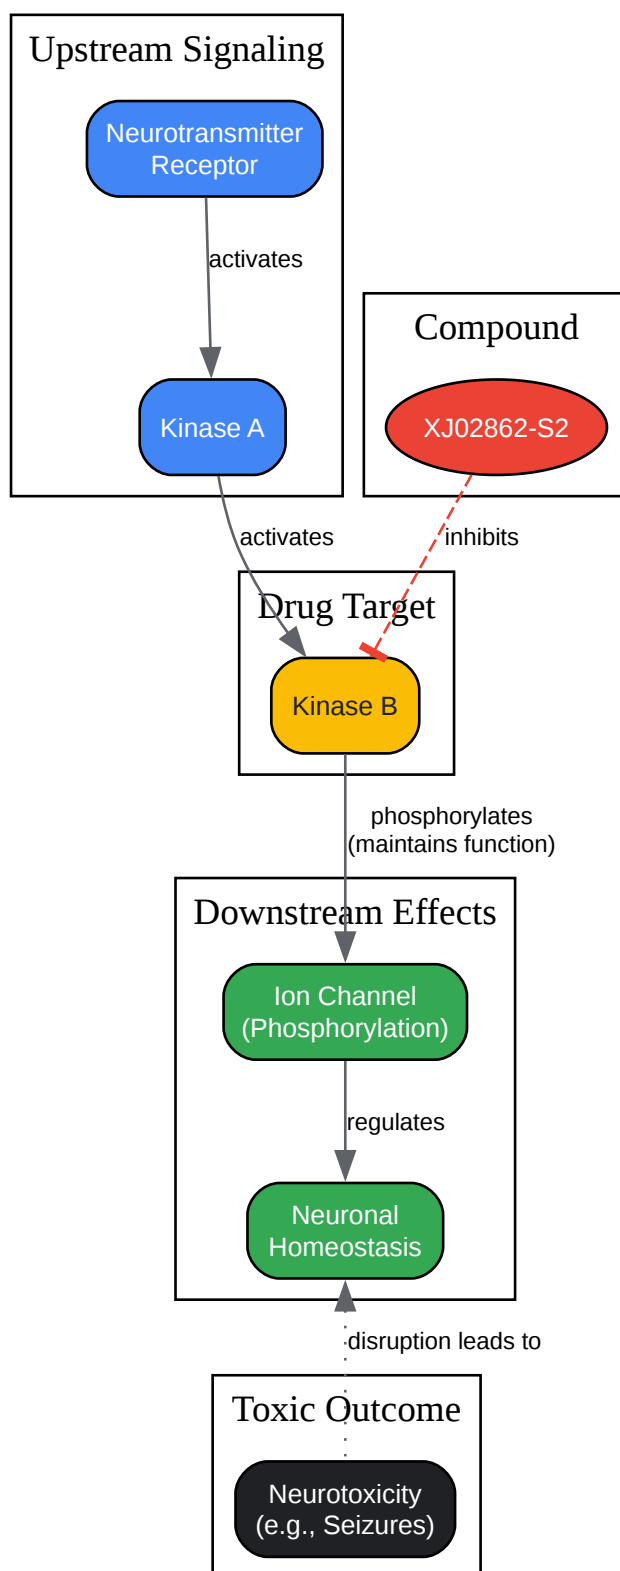 Upstream Signaling
Neurotransmitter
Receptor
activates
Compound
Kinase A
XJ02862-S2
activates
inhibits
Drug Target
Kinase B
phosphorylates
(maintains function)
Downstream Effects
Ion Channel
(Phosphorylation)
regulates
Neuronal
Homeostasis
disruption leads to
Toxic Outcome
Neurotoxicity
(e.g., Seizures)